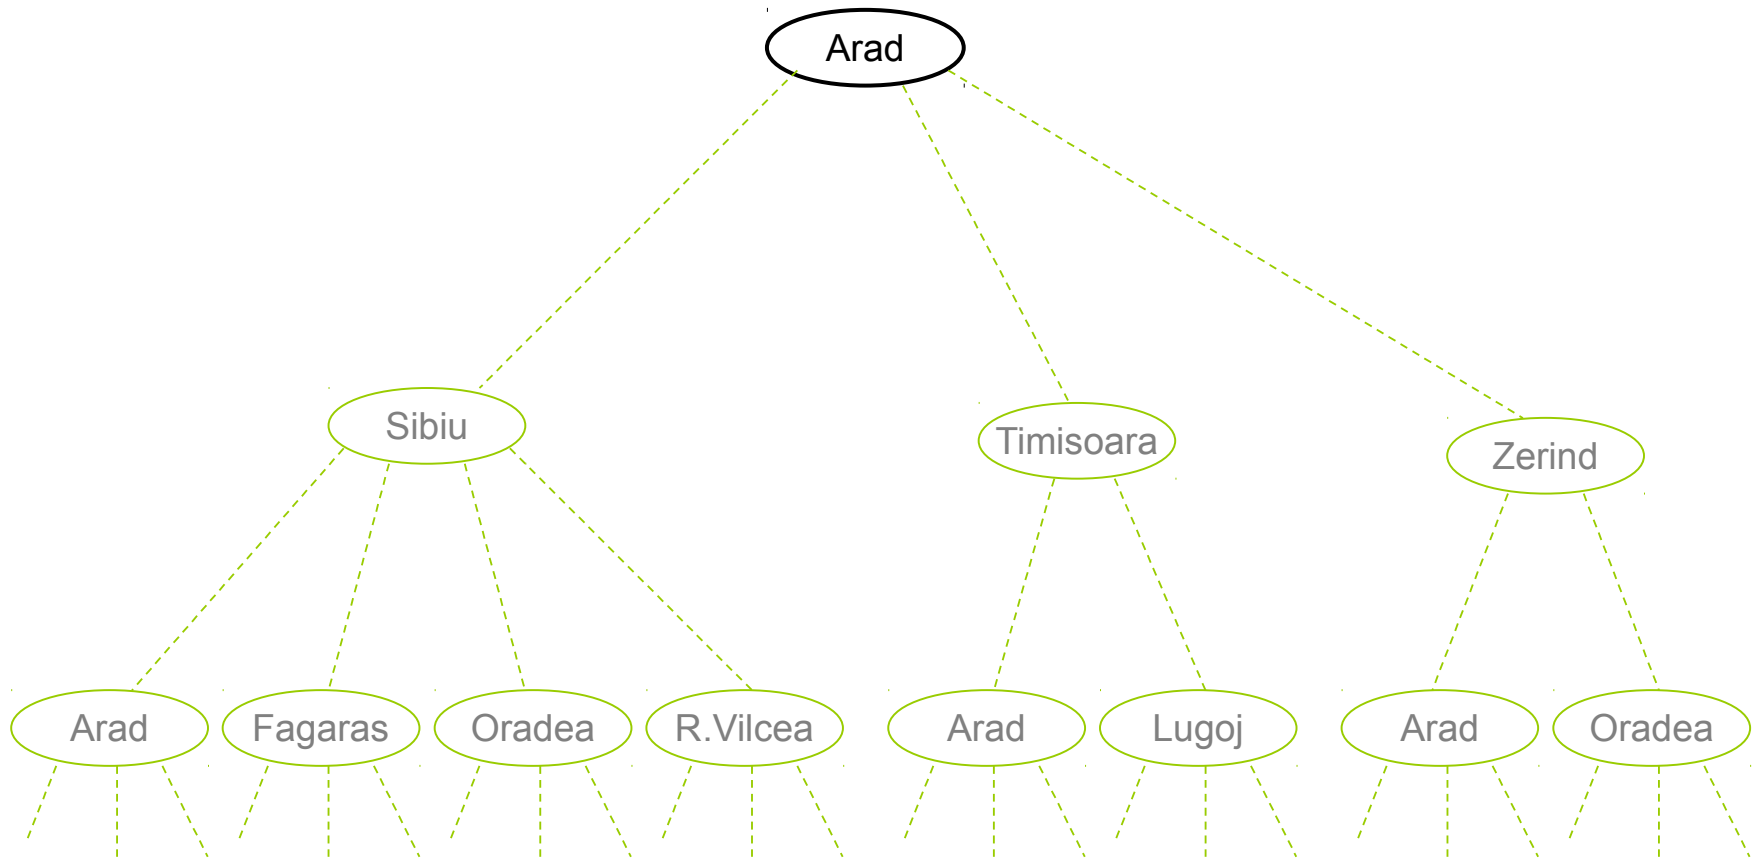 Arad
Sibiu
Timisoara
Zerind
Arad
Fagaras
Oradea
R.Vilcea
Arad
Lugoj
Arad
Oradea